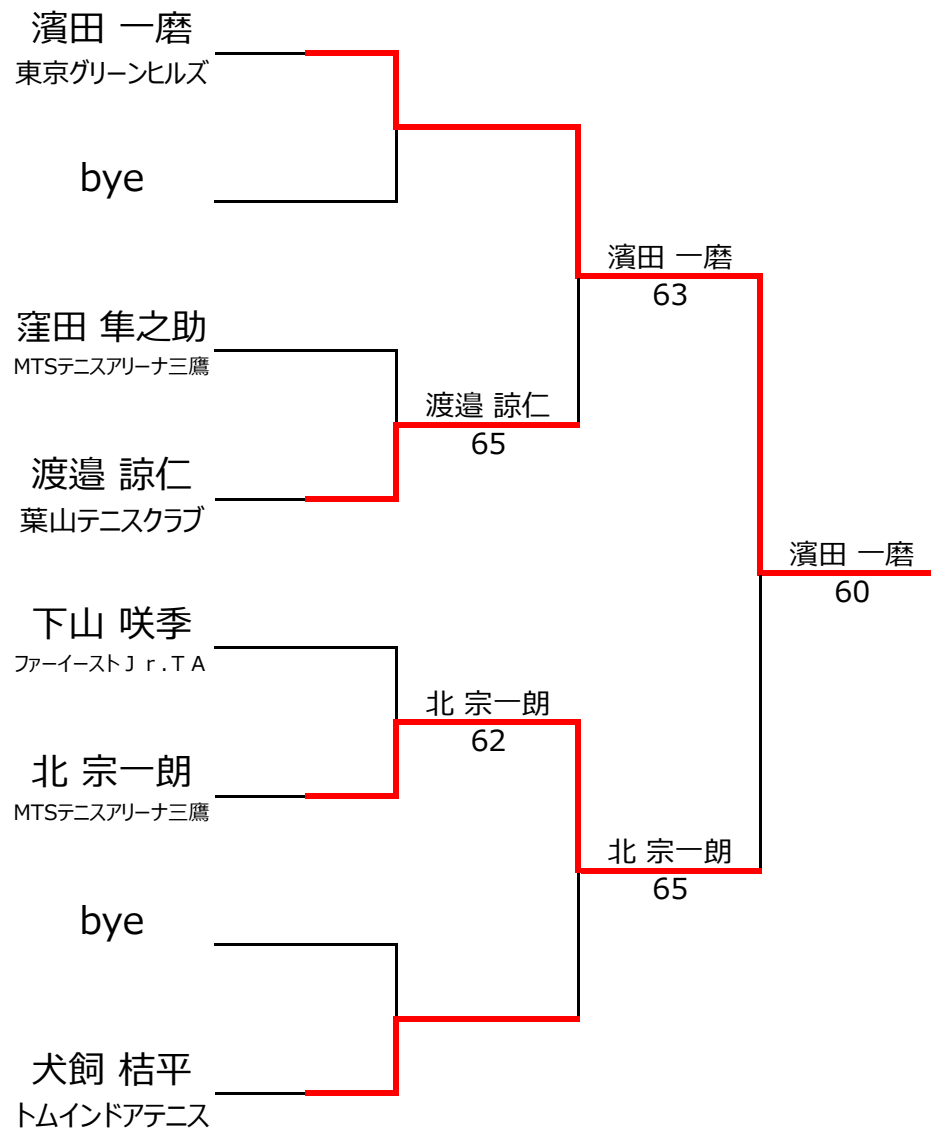 濱田 一磨
東京グリーンヒルズ
bye
濱田 一磨
63
窪田 隼之助
MTSテニスアリーナ三鷹
渡邉 諒仁
65
渡邉 諒仁
葉山テニスクラブ
濱田 一磨
60
下山 咲季
ファーイーストＪｒ.ＴＡ
北 宗一朗
62
北 宗一朗
MTSテニスアリーナ三鷹
北 宗一朗
65
bye
犬飼 桔平
トムインドアテニス